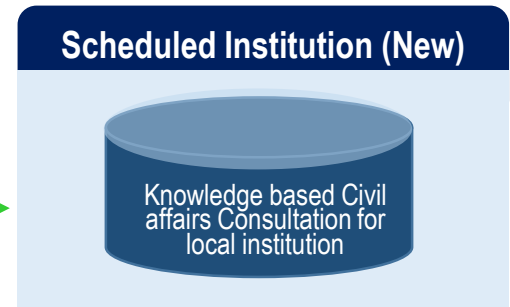 Scheduled Institution (New)
Knowledge based Civil
affairs Consultation for
local institution